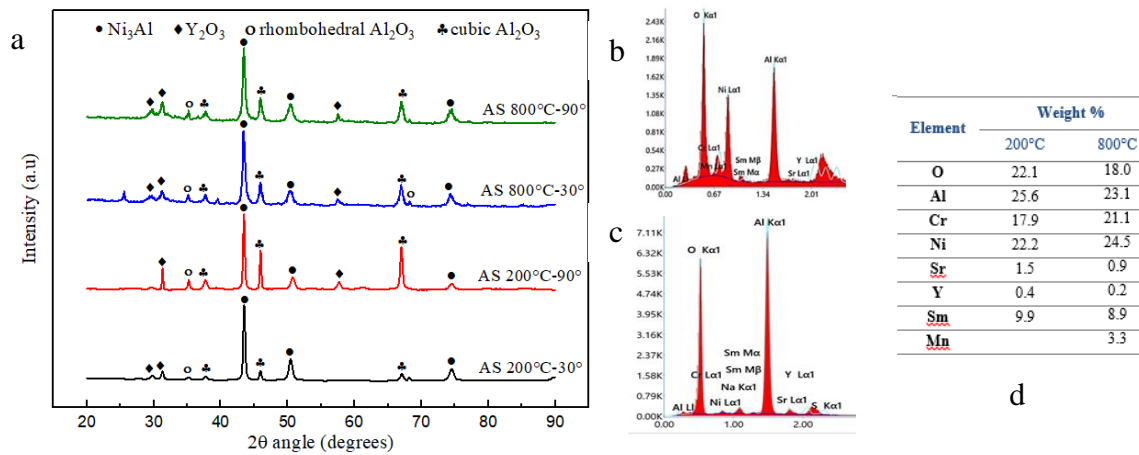 a
● Ni₃Al ♦ Y₂O₃ o rhombohedral Al₂O₃ ♣ cubic Al₂O₃
AS 800°C-90°
AS 800°C-30°
AS 200°C-90°
AS 200°C-30°
Intensity (a.u)
20 30 40 50 60 70 80 90
2θ angle (degrees)
b
2.43K
2.16K
1.89K
1.62K
1.35K
1.08K
0.81K
0.54K
0.27K
0.00K
O Kα1
Al Kα1
Ni Lα1
Cr Lα1
Mn Lα1
Sm Mβ
Sm Mα
Y Lα1
Sr Lα1
Al Ll
0.00 0.67 1.34 2.01
c
7.11K
6.32K
5.53K
4.74K
3.95K
3.16K
2.37K
1.58K
0.79K
0.00K
Al Kα1
O Kα1
Sm Mα
Sm Mβ
Na Kα1
Cr Lα1
Y Lα1
Al Ll
Ni Lα1
Sr Lα1
S Kα1
0.00 1.00 2.00
Element Weight %
200°C 800°C
O 22.1 18.0
Al 25.6 23.1
Cr 17.9 21.1
Ni 22.2 24.5
Sr 1.5 0.9
Y 0.4 0.2
Sm 9.9 8.9
Mn 3.3
d